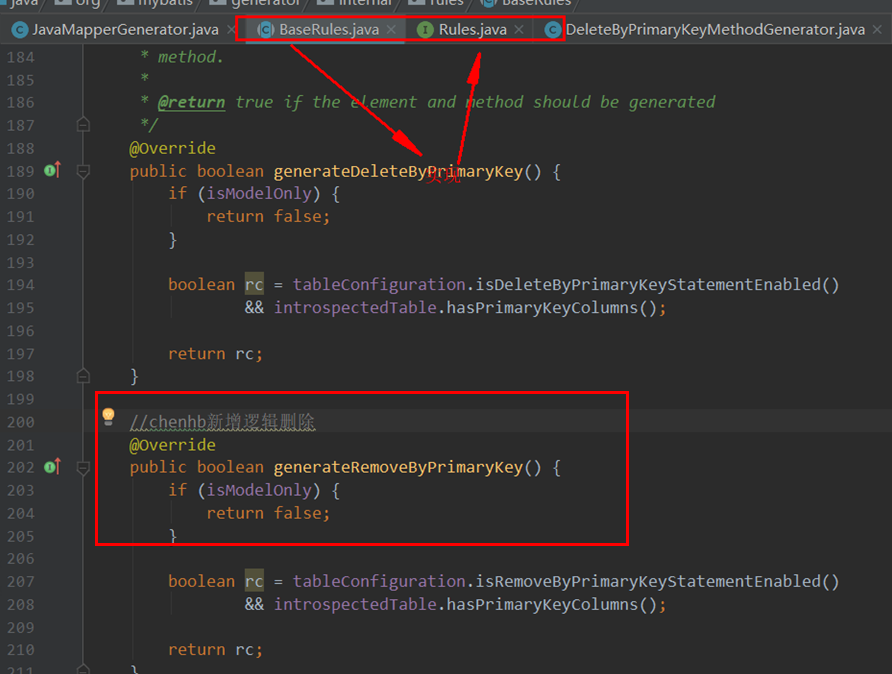 java org mybatis generator internal rules BaseRules
JavaMapperGenerator.java BaseRules.java Rules.java DeleteByPrimaryKeyMethodGenerator.java
184 * method.
185 *
186 * @return true if the element and method should be generated
187 */
188 @Override
189 public boolean generateDeleteByPrimaryKey() {
实现
190 if (isModelOnly) {
191 return false;
192 }
193
194 boolean rc = tableConfiguration.isDeleteByPrimaryKeyStatementEnabled()
195 && introspectedTable.hasPrimaryKeyColumns();
196
197 return rc;
198 }
199
200 //chenhb新增逻辑删除
201 @Override
202 public boolean generateRemoveByPrimaryKey() {
203 if (isModelOnly) {
204 return false;
205 }
206
207 boolean rc = tableConfiguration.isRemoveByPrimaryKeyStatementEnabled()
208 && introspectedTable.hasPrimaryKeyColumns();
209
210 return rc;
211 }